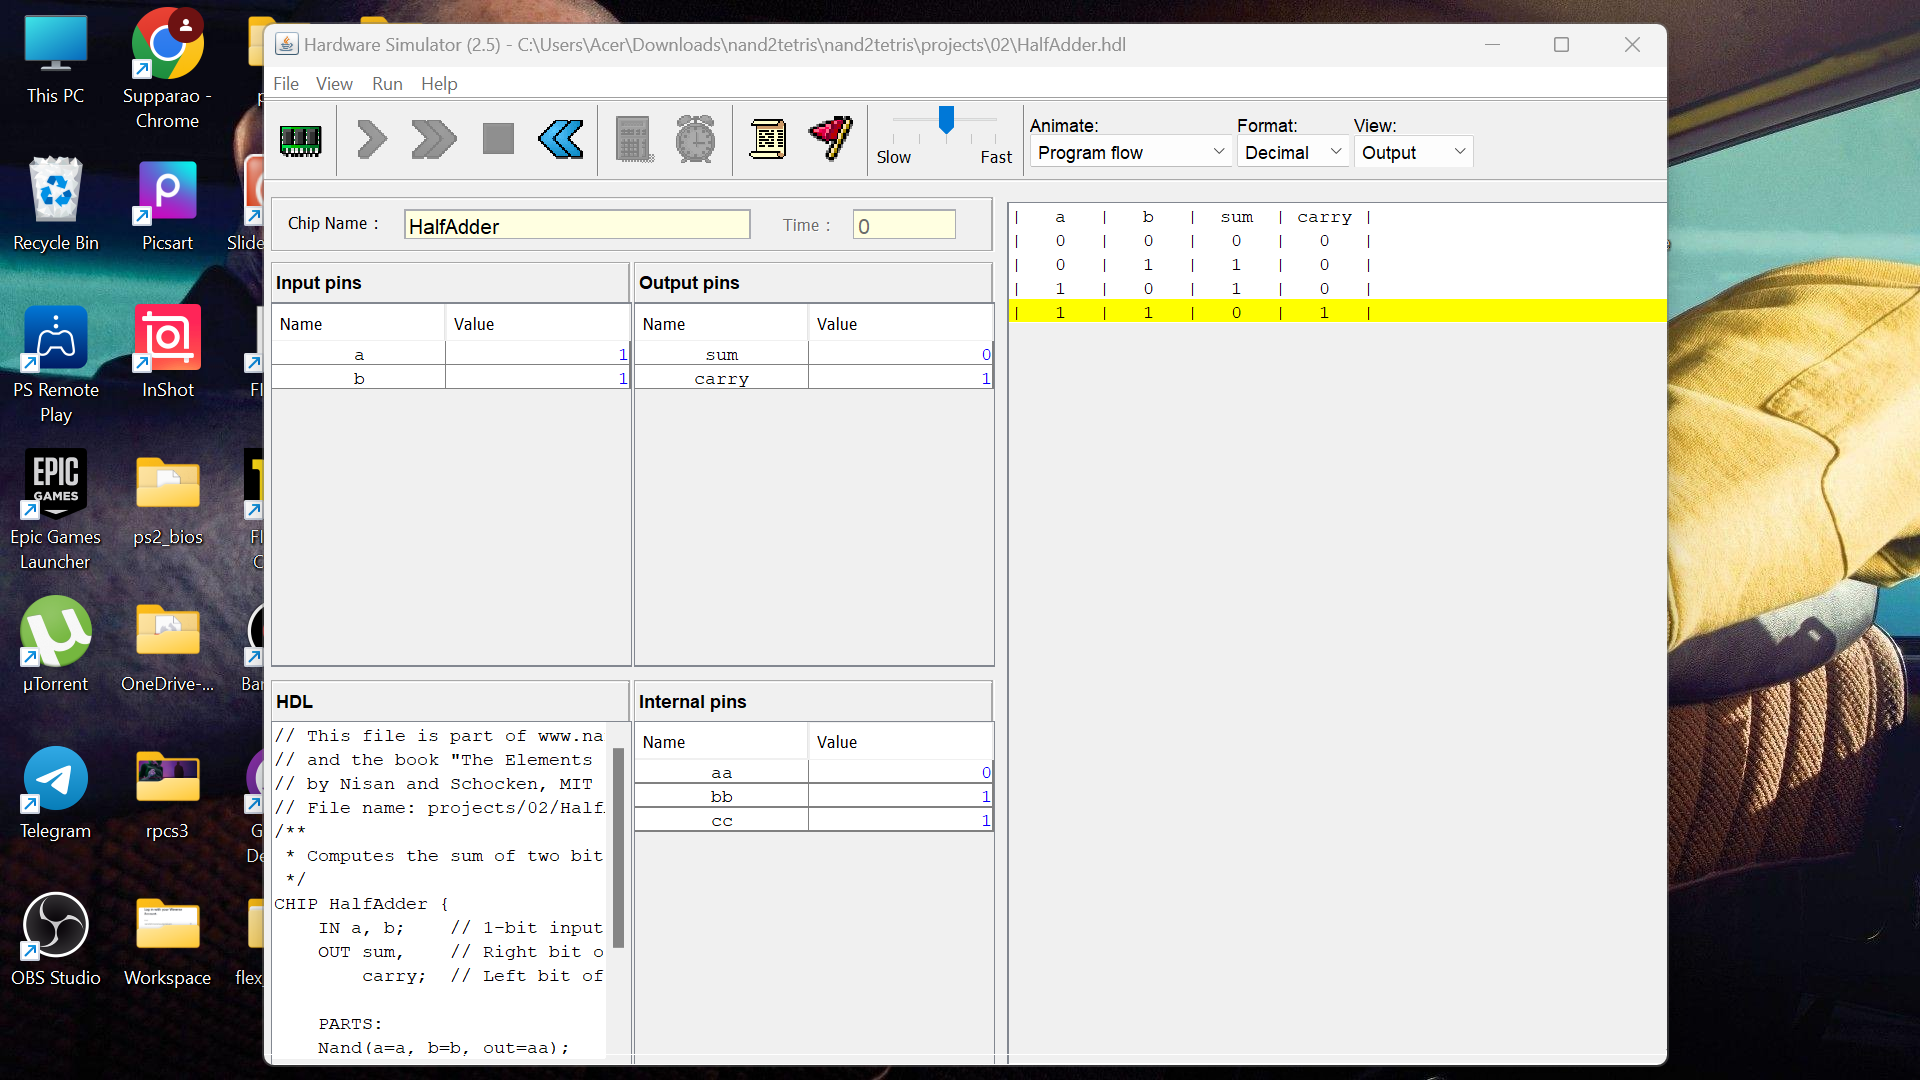 This PC
Supparao -
Chrome
Recycle Bin
Picsart
Slide
PS Remote
Play
InShot
EPIC
GAMES
Epic Games
Launcher
ps2_bios
µTorrent
OneDrive-...
Telegram
rpcs3
OBS Studio
Workspace
flex
Hardware Simulator (2.5) - C:\Users\Acer\Downloads\nand2tetris\nand2tetris\projects\02\HalfAdder.hdl
File View Run Help
Slow Fast
Animate: Format: View:
Program flow Decimal Output
Chip Name : HalfAdder Time : 0
Input pins
Name Value
a 1
b 1
Output pins
Name Value
sum 0
carry 1
HDL
// This file is part of www.na
// and the book "The Elements
// by Nisan and Schocken, MIT
// File name: projects/02/Half
/**
* Computes the sum of two bit
*/
CHIP HalfAdder {
IN a, b; // 1-bit input
OUT sum, // Right bit o
carry; // Left bit of
PARTS:
Nand(a=a, b=b, out=aa);
Internal pins
Name Value
aa 0
bb 1
cc 1
| a | b | sum | carry |
| 0 | 0 | 0 | 0 |
| 0 | 1 | 1 | 0 |
| 1 | 0 | 1 | 0 |
| 1 | 1 | 0 | 1 |